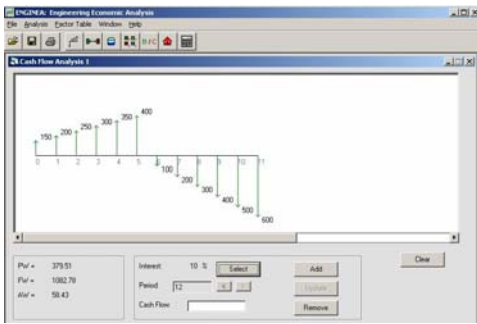 ENGINEA: Engineering Economic Analysis
File Analysis Factor Table Window Help
B/C
Cash Flow Analysis 1
150 200 250 300 350 400
0 1 2 3 4 5 6 7 8 9 10 11
100 200 300 400 500 600
PW = 379.51
FW = 1082.78
AW = 58.43
Interest: 10 % Select
Period 12 < >
Cash Flow:
Add
Update
Remove
Clear